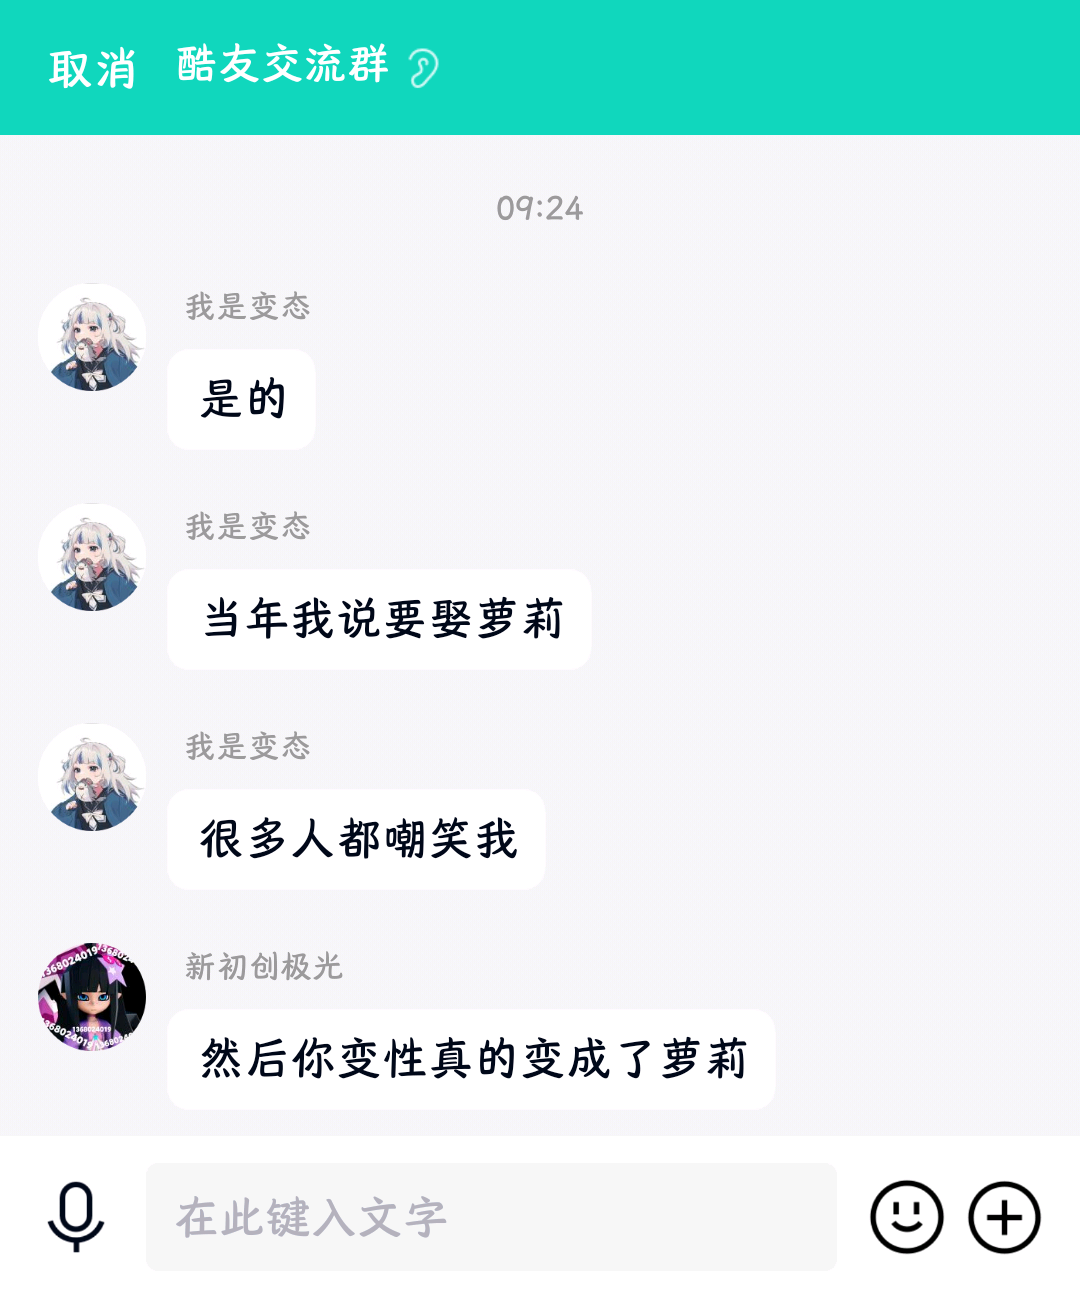 取消 酷友交流群
09:24
我是变态
是的
我是变态
当年我说要娶萝莉
我是变态
很多人都嘲笑我
1368024019
新初创极光
然后你变性真的变成了萝莉
在此键入文字